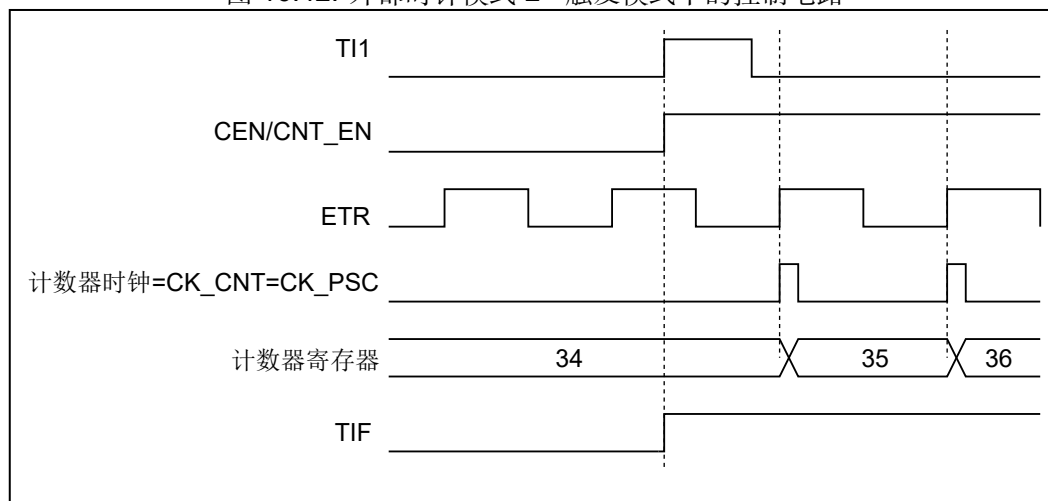 TI1
CEN/CNT_EN
ETR
计数器时钟=CK_CNT=CK_PSC
计数器寄存器 34 35 36
TIF